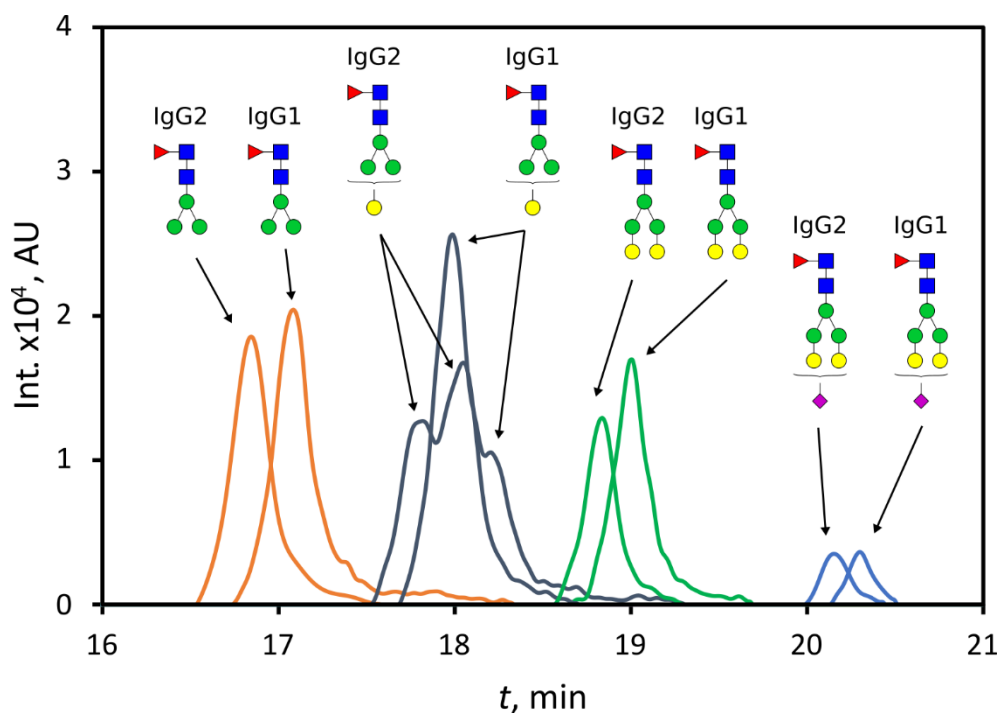 4
3
2
1
0
Int. x10⁴, AU
IgG2
IgG1
IgG2
IgG1
IgG2
IgG1
IgG2
IgG1
16
17
18
19
20
21
t, min